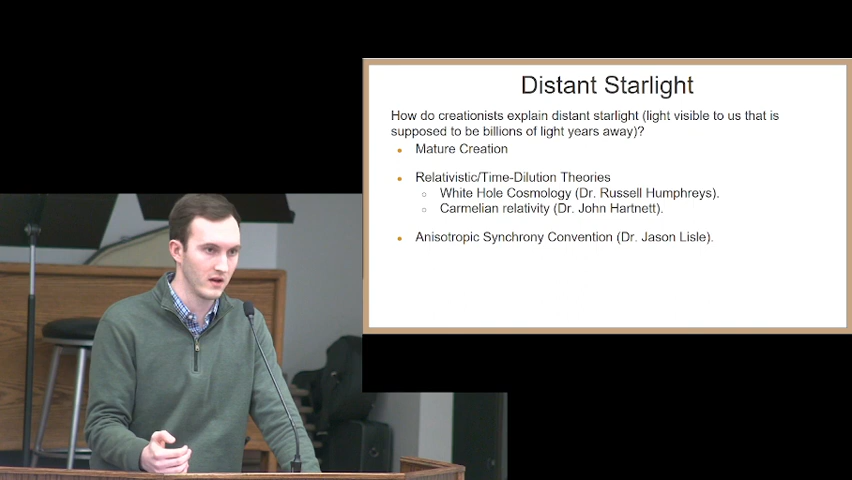 Distant Starlight
How do creationists explain distant starlight (light visible to us that is
supposed to be billions of light years away)?
Mature Creation
Relativistic/Time-Dilution Theories
White Hole Cosmology (Dr. Russell Humphreys).
Carmelian relativity (Dr. John Hartnett).
Anisotropic Synchrony Convention (Dr. Jason Lisle).